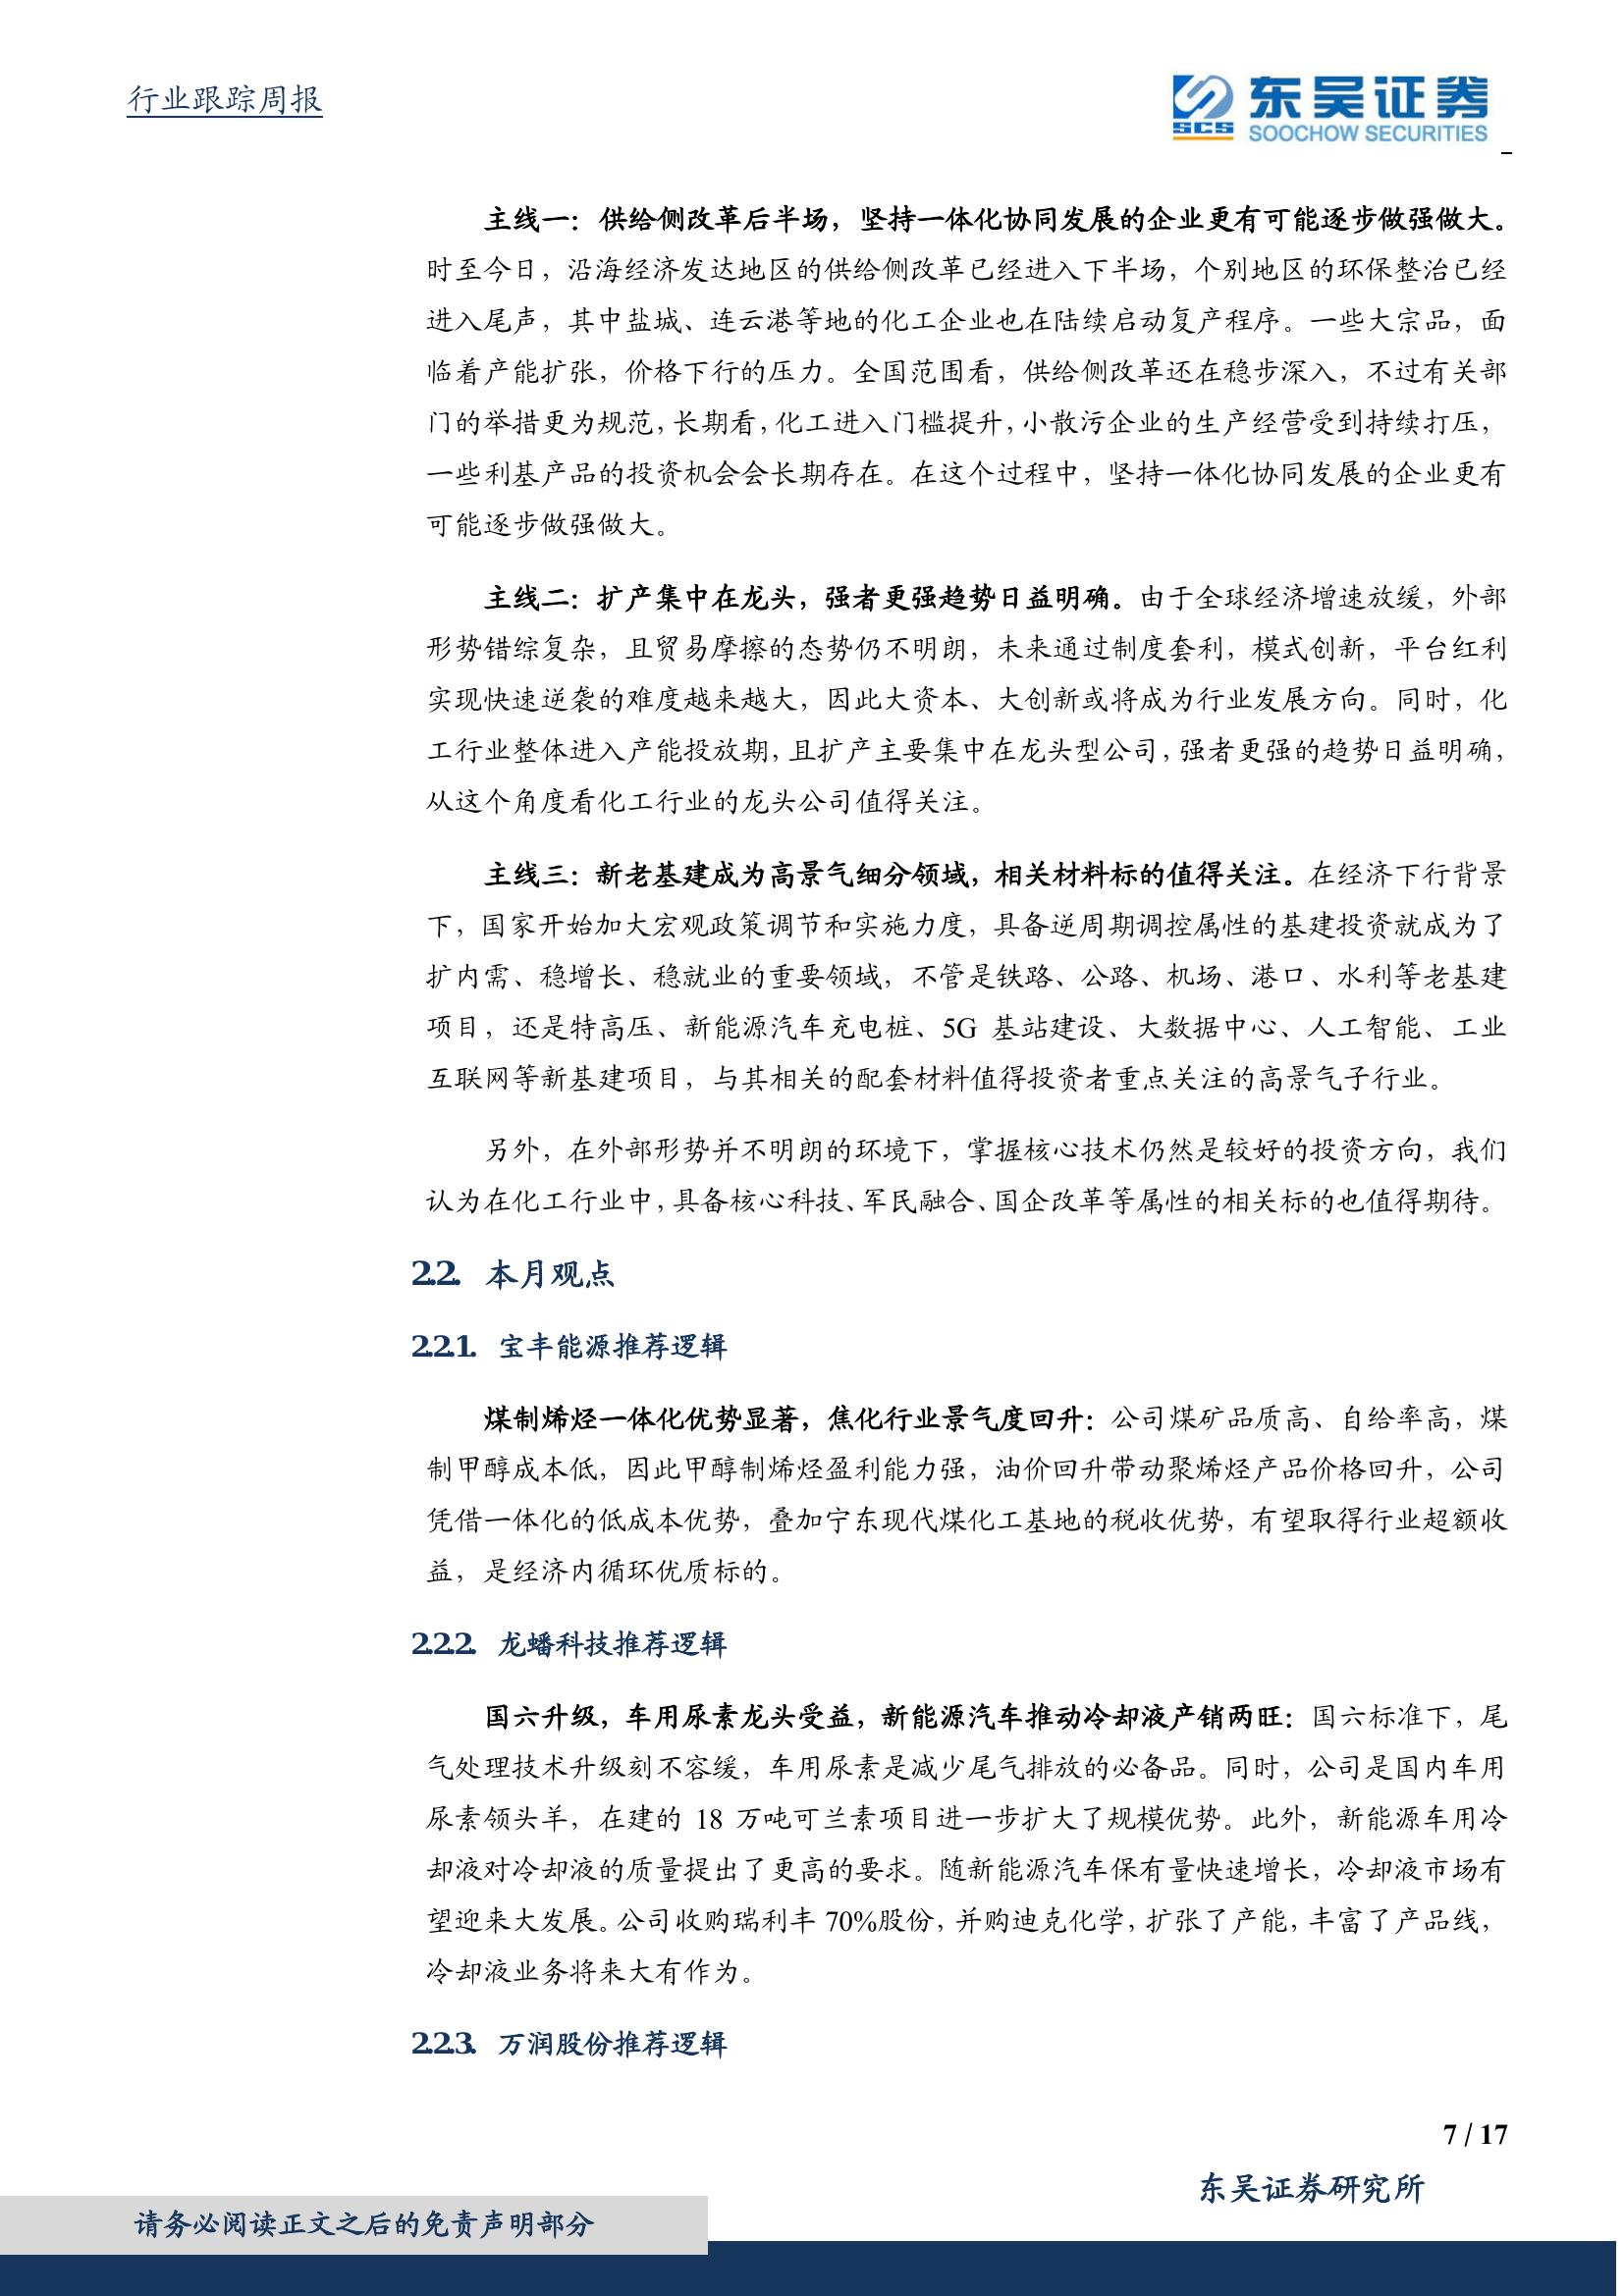 行业跟踪周报
SCS 东吴证券
SOOCHOW SECURITIES
主线一：供给侧改革后半场，坚持一体化协同发展的企业更有可能逐步做强做大。
时至今日，沿海经济发达地区的供给侧改革已经进入下半场，个别地区的环保整治已经
进入尾声，其中盐城、连云港等地的化工企业也在陆续启动复产程序。一些大宗品，面
临着产能扩张，价格下行的压力。全国范围看，供给侧改革还在稳步深入，不过有关部
门的举措更为规范，长期看，化工进入门槛提升，小散污企业的生产经营受到持续打压，
一些利基产品的投资机会会长期存在。在这个过程中，坚持一体化协同发展的企业更有
可能逐步做强做大。
主线二：扩产集中在龙头，强者更强趋势日益明确。由于全球经济增速放缓，外部
形势错综复杂，且贸易摩擦的态势仍不明朗，未来通过制度套利，模式创新，平台红利
实现快速逆袭的难度越来越大，因此大资本、大创新或将成为行业发展方向。同时，化
工行业整体进入产能投放期，且扩产主要集中在龙头型公司，强者更强的趋势日益明确，
从这个角度看化工行业的龙头公司值得关注。
主线三：新老基建成为高景气细分领域，相关材料标的值得关注。在经济下行背景
下，国家开始加大宏观政策调节和实施力度，具备逆周期调控属性的基建投资就成为了
扩内需、稳增长、稳就业的重要领域，不管是铁路、公路、机场、港口、水利等老基建
项目，还是特高压、新能源汽车充电桩、5G 基站建设、大数据中心、人工智能、工业
互联网等新基建项目，与其相关的配套材料值得投资者重点关注的高景气子行业。
另外，在外部形势并不明朗的环境下，掌握核心技术仍然是较好的投资方向，我们
认为在化工行业中，具备核心科技、军民融合、国企改革等属性的相关标的也值得期待。
2.2. 本月观点
2.2.1. 宝丰能源推荐逻辑
煤制烯烃一体化优势显著，焦化行业景气度回升：公司煤矿品质高、自给率高，煤
制甲醇成本低，因此甲醇制烯烃盈利能力强，油价回升带动聚烯烃产品价格回升，公司
凭借一体化的低成本优势，叠加宁东现代煤化工基地的税收优势，有望取得行业超额收
益，是经济内循环优质标的。
2.2.2. 龙蟠科技推荐逻辑
国六升级，车用尿素龙头受益，新能源汽车推动冷却液产销两旺：国六标准下，尾
气处理技术升级刻不容缓，车用尿素是减少尾气排放的必备品。同时，公司是国内车用
尿素领头羊，在建的 18 万吨可兰素项目进一步扩大了规模优势。此外，新能源车用冷
却液对冷却液的质量提出了更高的要求。随新能源汽车保有量快速增长，冷却液市场有
望迎来大发展。公司收购瑞利丰 70%股份，并购迪克化学，扩张了产能，丰富了产品线，
冷却液业务将来大有作为。
2.2.3. 万润股份推荐逻辑
7 / 17
东吴证券研究所
请务必阅读正文之后的免责声明部分